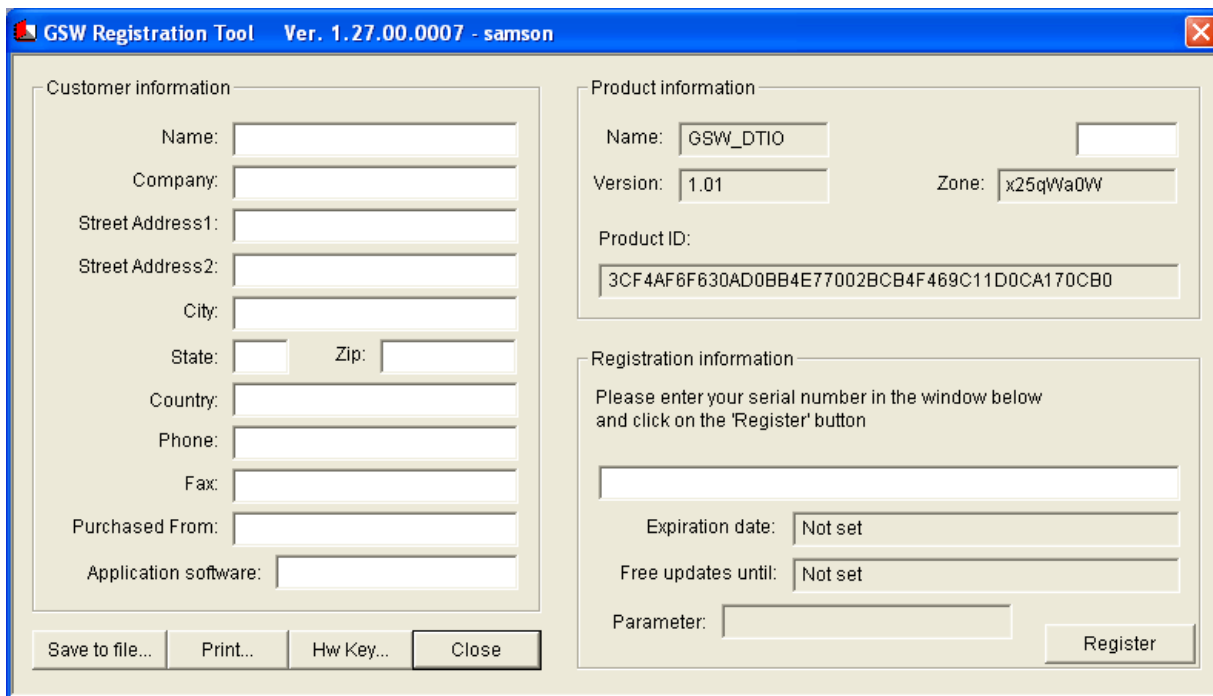 GSW Registration Tool Ver. 1.27.00.0007 - samson
Customer information
Name:
Company:
Street Address1:
Street Address2:
City:
State: Zip:
Country:
Phone:
Fax:
Purchased From:
Application software:
Save to file... Print... Hw Key... Close
Product information
Name: GSW_DTIO
Version: 1.01 Zone: x25qWa0W
Product ID:
3CF4AF6F630AD0BB4E77002BCB4F469C11D0CA170CB0
Registration information
Please enter your serial number in the window below
and click on the 'Register' button
Expiration date: Not set
Free updates until: Not set
Parameter:
Register